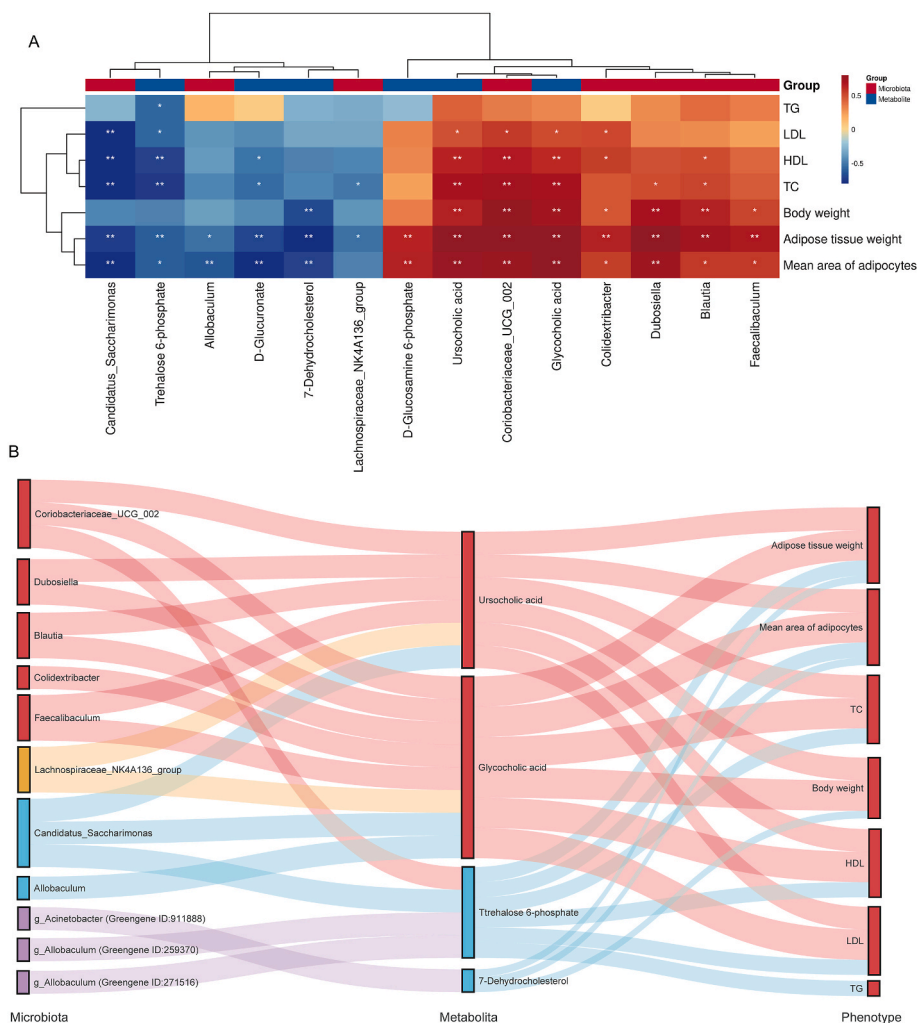 A
Group
Group
Microbiota
Metabolite
0.5
0
-0.5
TG
*
LDL
** * * * * *
HDL
** ** * ** ** ** * *
TC
** ** * * ** ** ** * *
Body weight
** ** ** ** * ** ** *
Adipose tissue weight
** ** * ** ** * ** ** ** ** ** ** ** **
Mean area of adipocytes
** * ** ** ** ** ** ** ** * ** * *
Candidatus_Saccharimonas
Trehalose 6-phosphate
Allobaculum
D-Glucuronate
7-Dehydrocholesterol
Lachnospiraceae_NK4A136_group
D-Glucosamine 6-phosphate
Ursocholic acid
Coriobacteriaceae_UCG_002
Glycocholic acid
Colidextribacter
Dubosiella
Blautia
Faecalibaculum
B
Coriobacteriaceae_UCG_002
Dubosiella
Blautia
Colidextribacter
Faecalibaculum
Lachnospiraceae_NK4A136_group
Candidatus_Saccharimonas
Allobaculum
g_Acinetobacter (Greengene ID:911888)
g_Allobaculum (Greengene ID:259370)
g_Allobaculum (Greengene ID:271516)
Ursocholic acid
Glycocholic acid
Ttrehalose 6-phosphate
7-Dehydrocholesterol
Adipose tissue weight
Mean area of adipocytes
TC
Body weight
HDL
LDL
TG
Microbiota
Metabolita
Phenotype